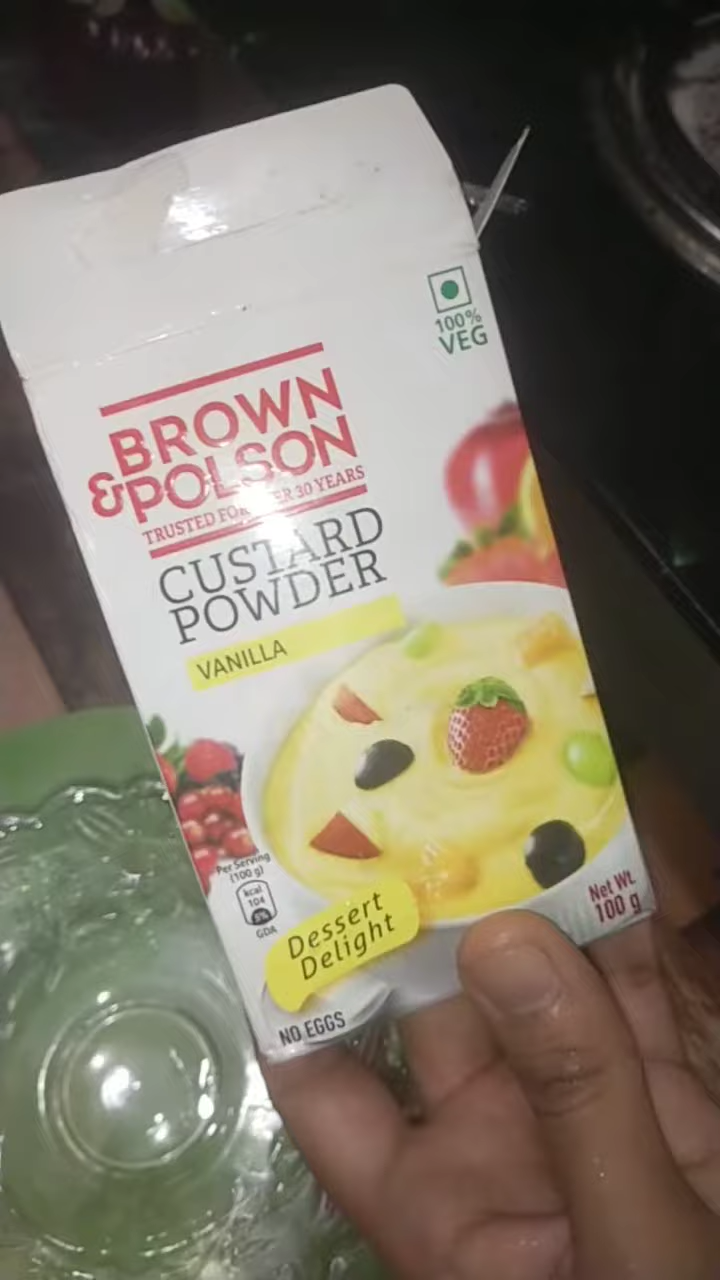 100%
VEG
BROWN
&POLSON
TRUSTED FOR OVER 30 YEARS
CUSTARD
POWDER
VANILLA
Per Serving
(100 g)
kcal
104
5%
GDA
Dessert
Delight
Net Wt.
100 g
NO EGGS